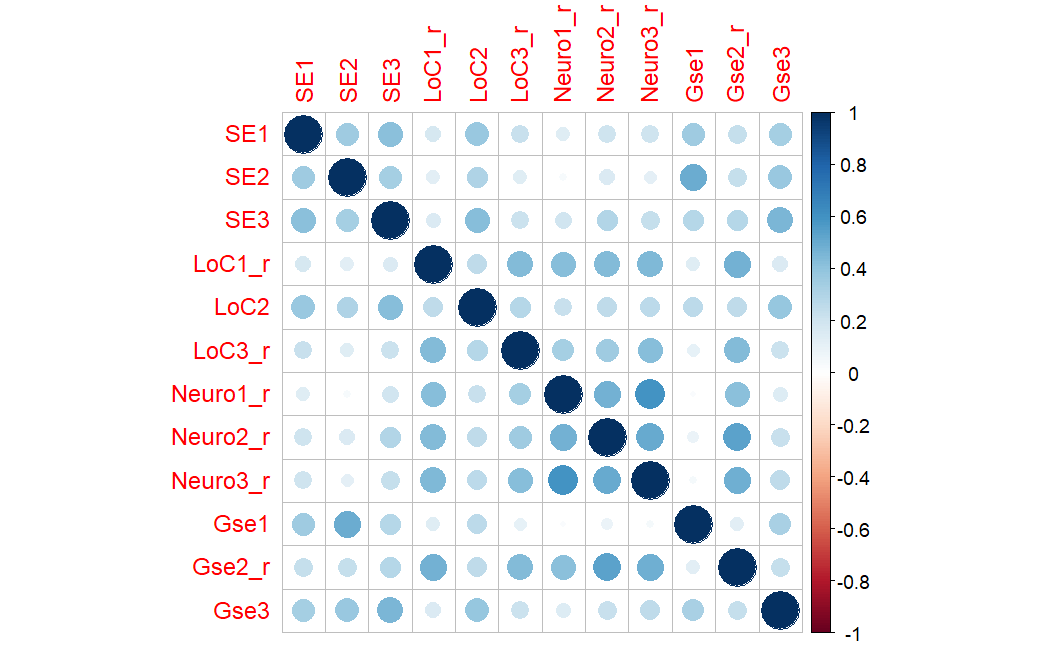 SE1
SE2
SE3
LoC1_r
LoC2
LoC3_r
Neuro1_r
Neuro2_r
Neuro3_r
Gse1
Gse2_r
Gse3
SE1
SE2
SE3
LoC1_r
LoC2
LoC3_r
Neuro1_r
Neuro2_r
Neuro3_r
Gse1
Gse2_r
Gse3
1
0.8
0.6
0.4
0.2
0
-0.2
-0.4
-0.6
-0.8
-1